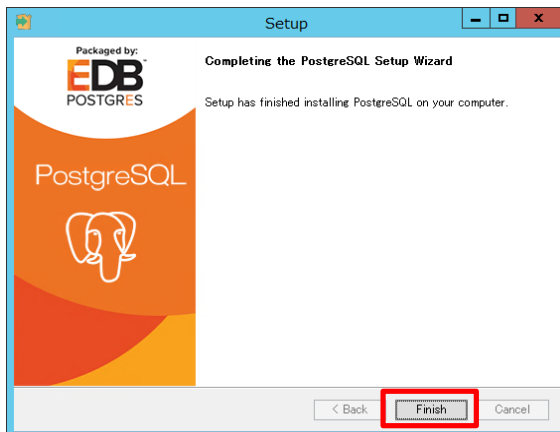 Setup
Packaged by:
EDB
POSTGRES
PostgreSQL
Completing the PostgreSQL Setup Wizard
Setup has finished installing PostgreSQL on your computer.
< Back
Finish
Cancel